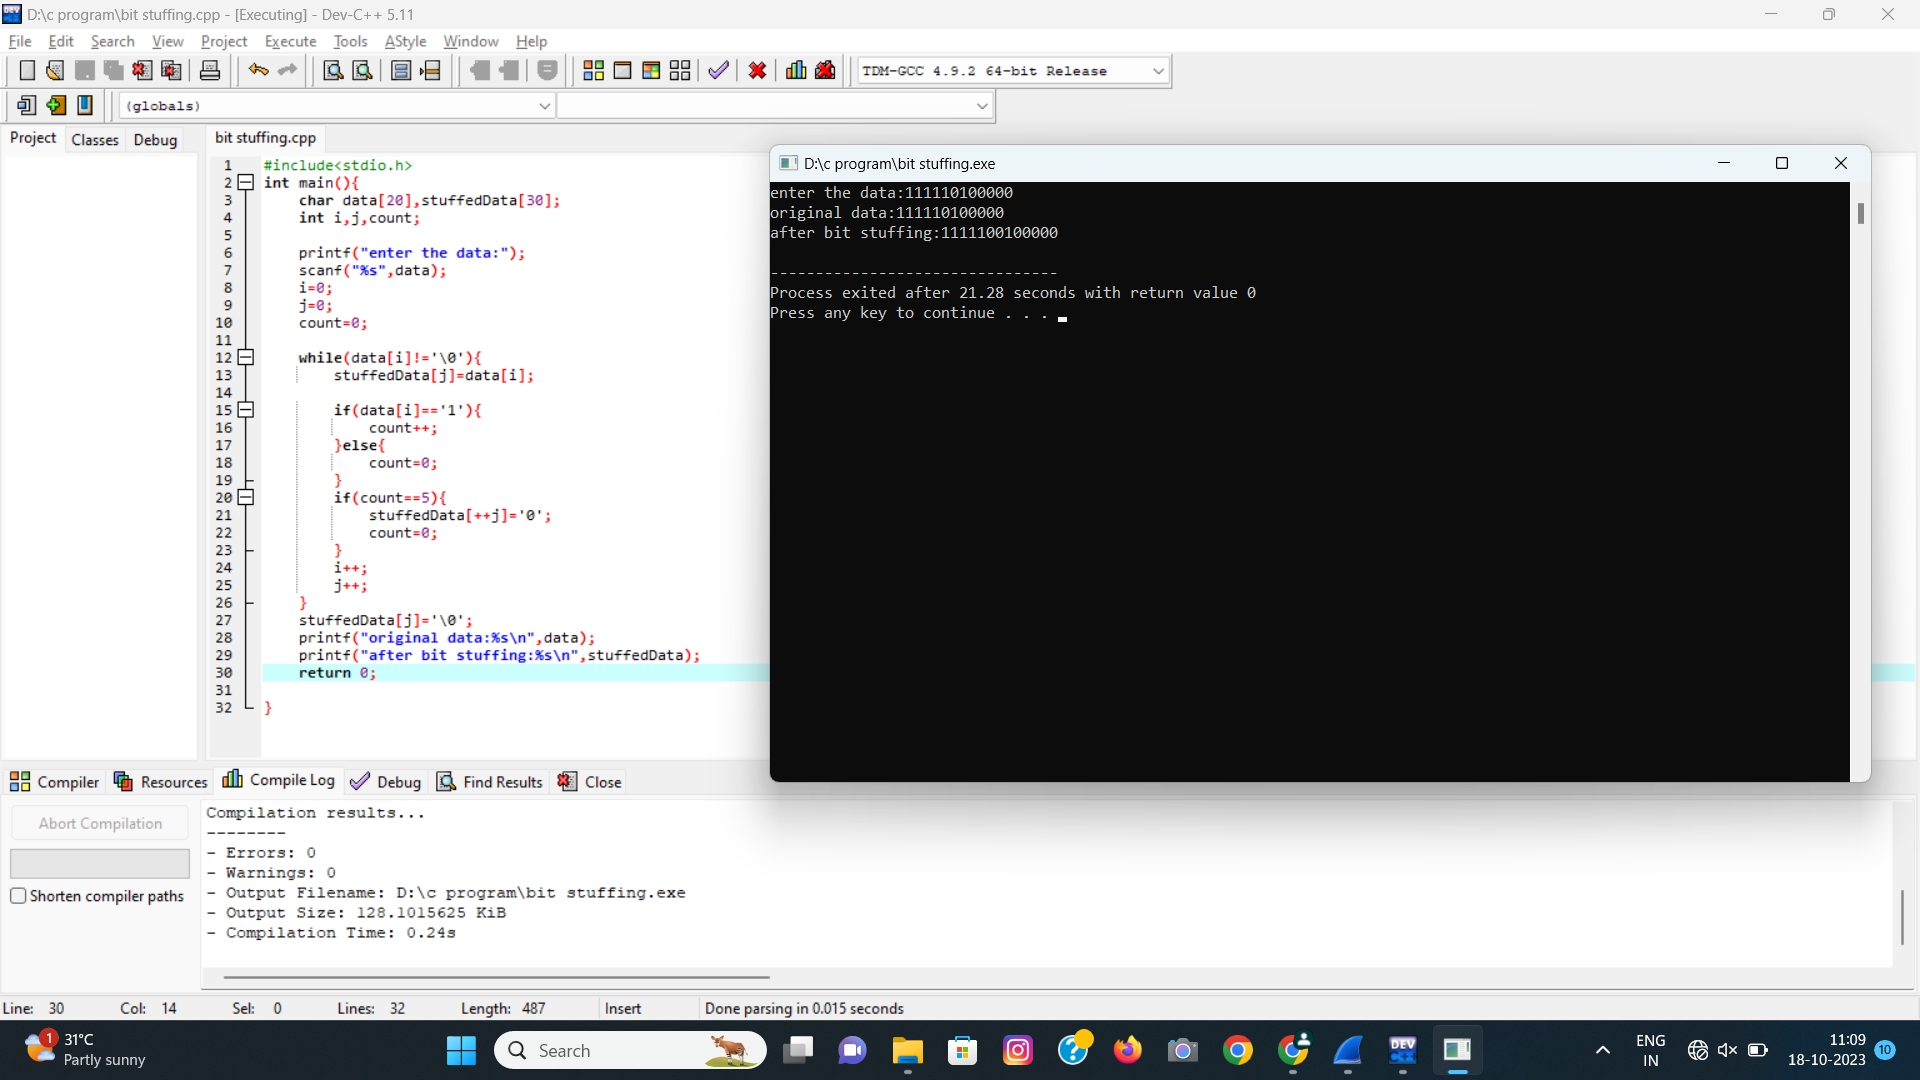 D:\c program\bit stuffing.cpp - [Executing] - Dev-C++ 5.11
File Edit Search View Project Execute Tools AStyle Window Help
TDM-GCC 4.9.2 64-bit Release
(globals)
Project Classes Debug
bit stuffing.cpp
1 #include<stdio.h>
2 int main(){
3 char data[20],stuffedData[30];
4 int i,j,count;
5
6 printf("enter the data:");
7 scanf("%s",data);
8 i=0;
9 j=0;
10 count=0;
11
12 while(data[i]!='\0'){
13 stuffedData[j]=data[i];
14
15 if(data[i]=='1'){
16 count++;
17 }else{
18 count=0;
19 }
20 if(count==5){
21 stuffedData[++j]='0';
22 count=0;
23 }
24 i++;
25 j++;
26 }
27 stuffedData[j]='\0';
28 printf("original data:%s\n",data);
29 printf("after bit stuffing:%s\n",stuffedData);
30 return 0;
31
32 }
D:\c program\bit stuffing.exe
enter the data:111110100000
original data:111110100000
after bit stuffing:1111100100000
--------------------------------
Process exited after 21.28 seconds with return value 0
Press any key to continue . . .
Compiler Resources Compile Log Debug Find Results Close
Abort Compilation
Shorten compiler paths
Compilation results...
--------
- Errors: 0
- Warnings: 0
- Output Filename: D:\c program\bit stuffing.exe
- Output Size: 128.1015625 KiB
- Compilation Time: 0.24s
Line: 30 Col: 14 Sel: 0 Lines: 32 Length: 487 Insert Done parsing in 0.015 seconds
1
31°C
Partly sunny
Search
DEV
ENG
IN
11:09
18-10-2023
10